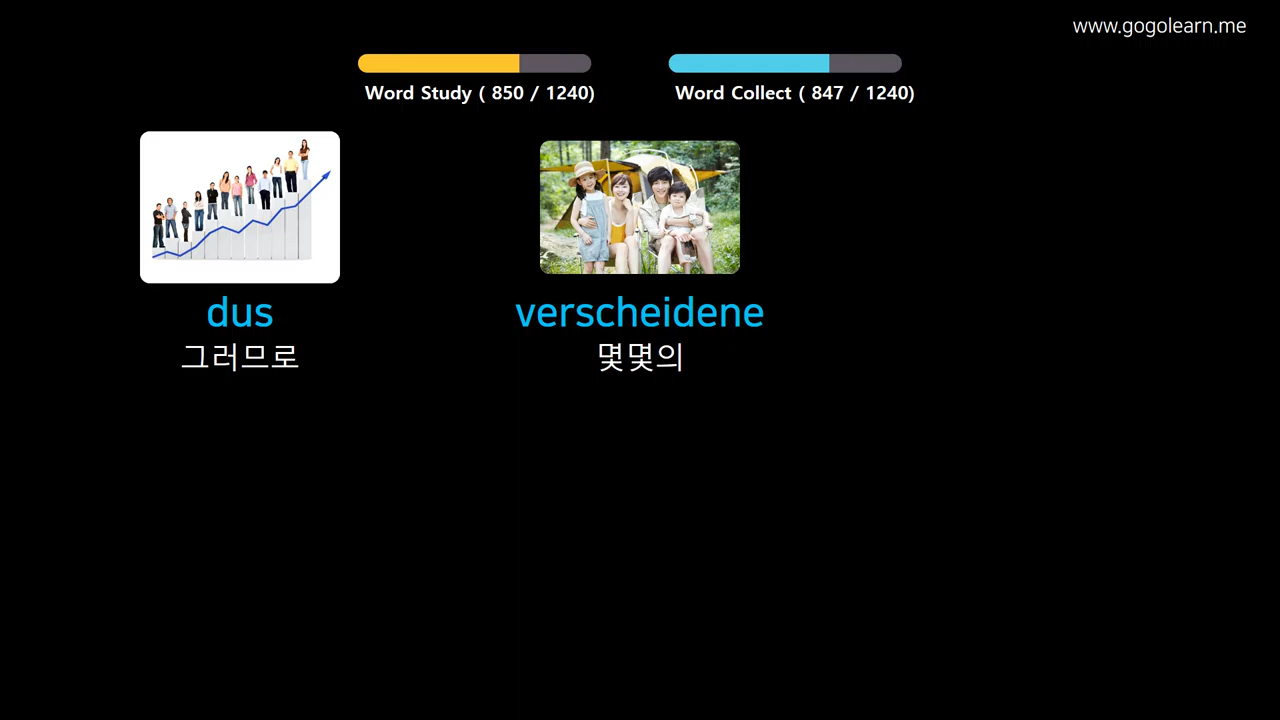 www.gogolearn.me
Word Study ( 850 / 1240)
Word Collect ( 847 / 1240)
dus
그러므로
verscheidene
몇몇의